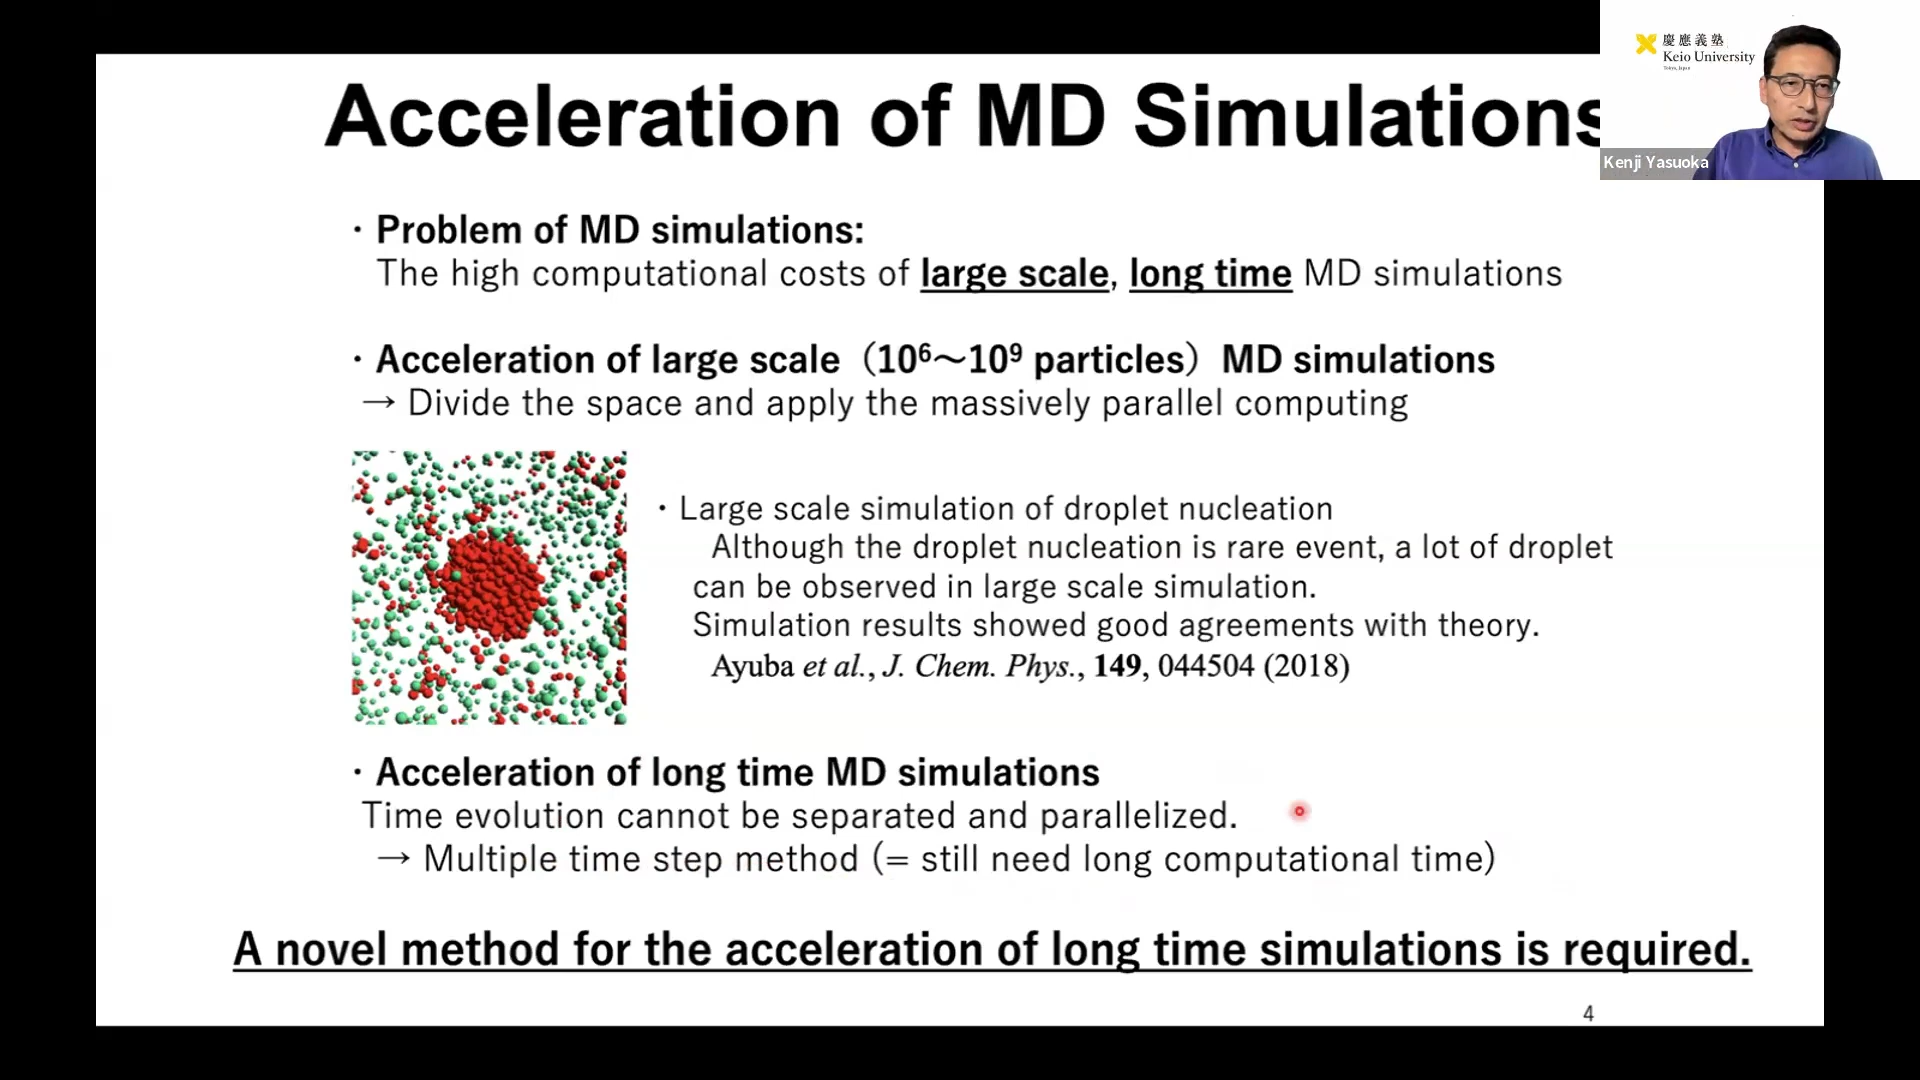 Acceleration of MD Simulations
慶應義塾
Keio University
Tokyo, Japan
Kenji Yasuoka
・Problem of MD simulations:
The high computational costs of large scale, long time MD simulations
・Acceleration of large scale（10⁶～10⁹ particles）MD simulations
→ Divide the space and apply the massively parallel computing
・Large scale simulation of droplet nucleation
Although the droplet nucleation is rare event, a lot of droplet
can be observed in large scale simulation.
Simulation results showed good agreements with theory.
Ayuba et al., J. Chem. Phys., 149, 044504 (2018)
・Acceleration of long time MD simulations
Time evolution cannot be separated and parallelized.
→ Multiple time step method (= still need long computational time)
A novel method for the acceleration of long time simulations is required.
4